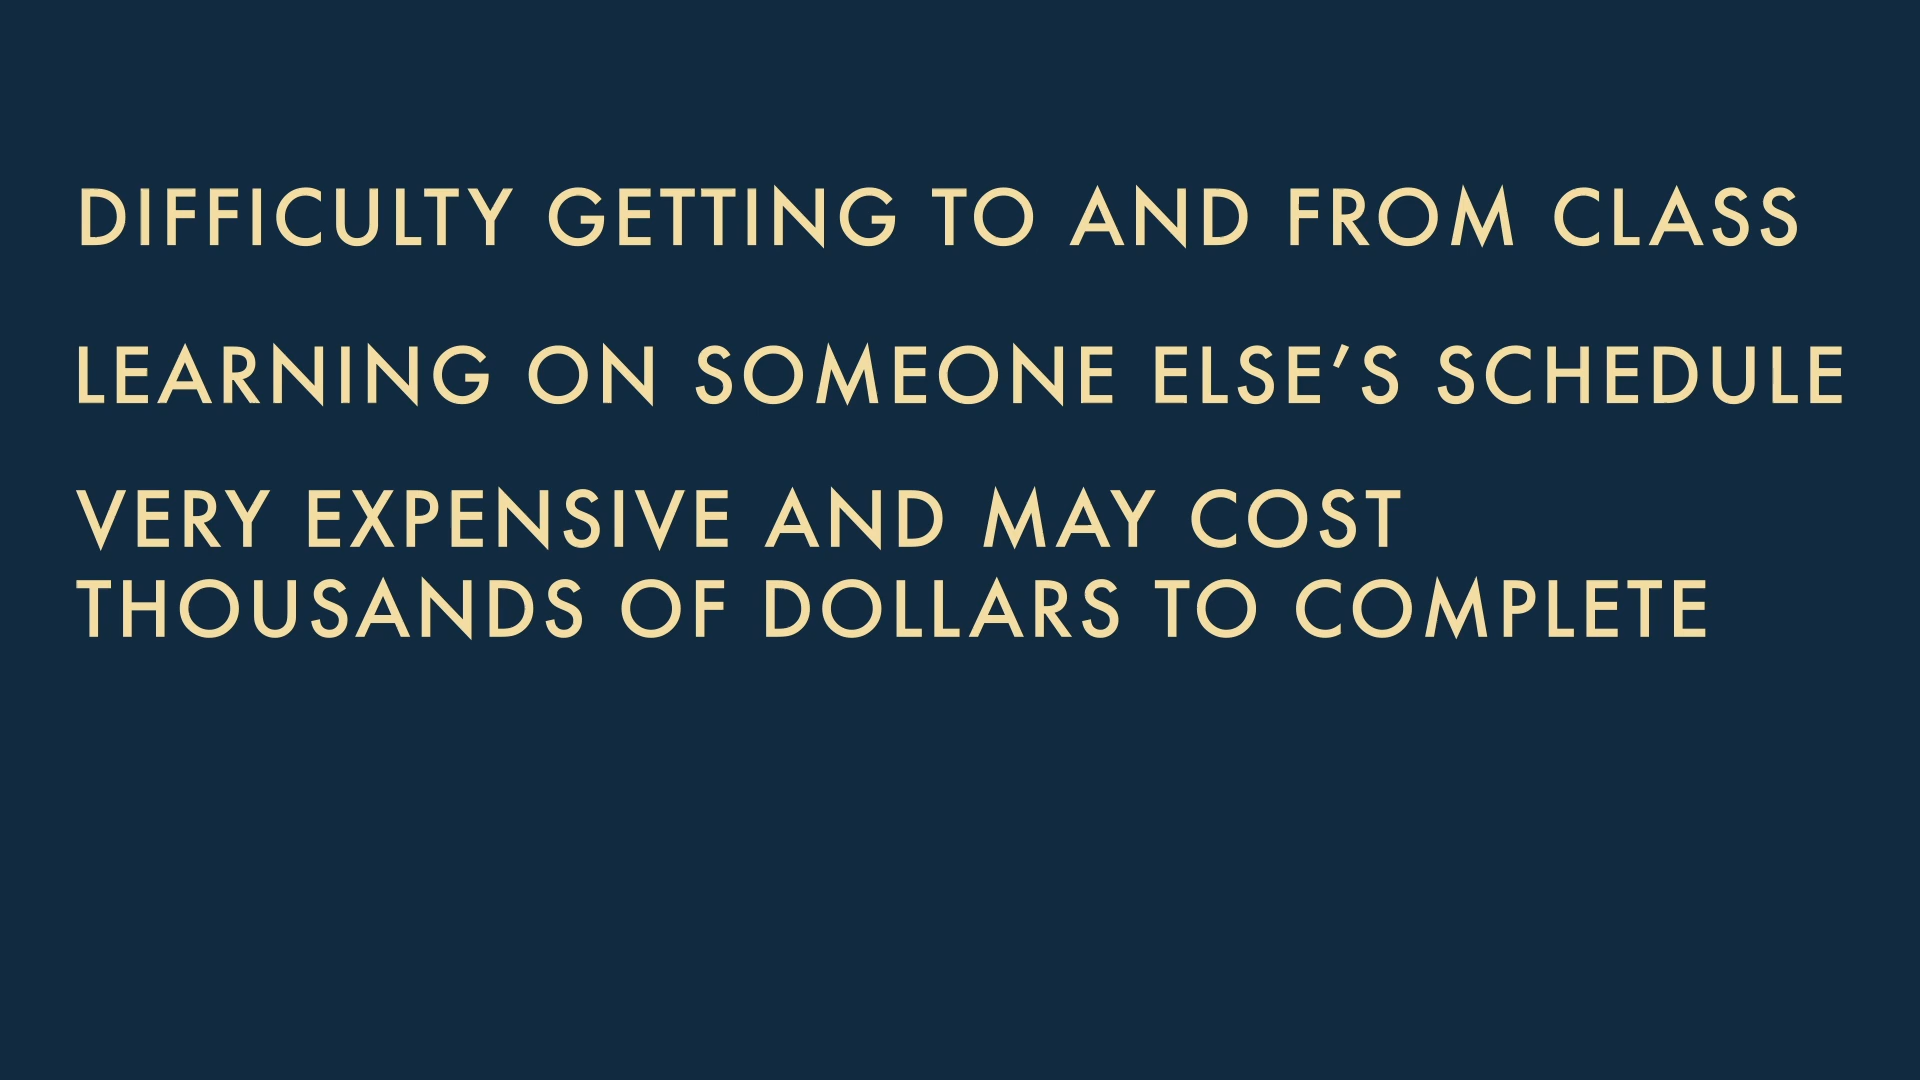 DIFFICULTY GETTING TO AND FROM CLASS
LEARNING ON SOMEONE ELSE’S SCHEDULE
VERY EXPENSIVE AND MAY COST
THOUSANDS OF DOLLARS TO COMPLETE